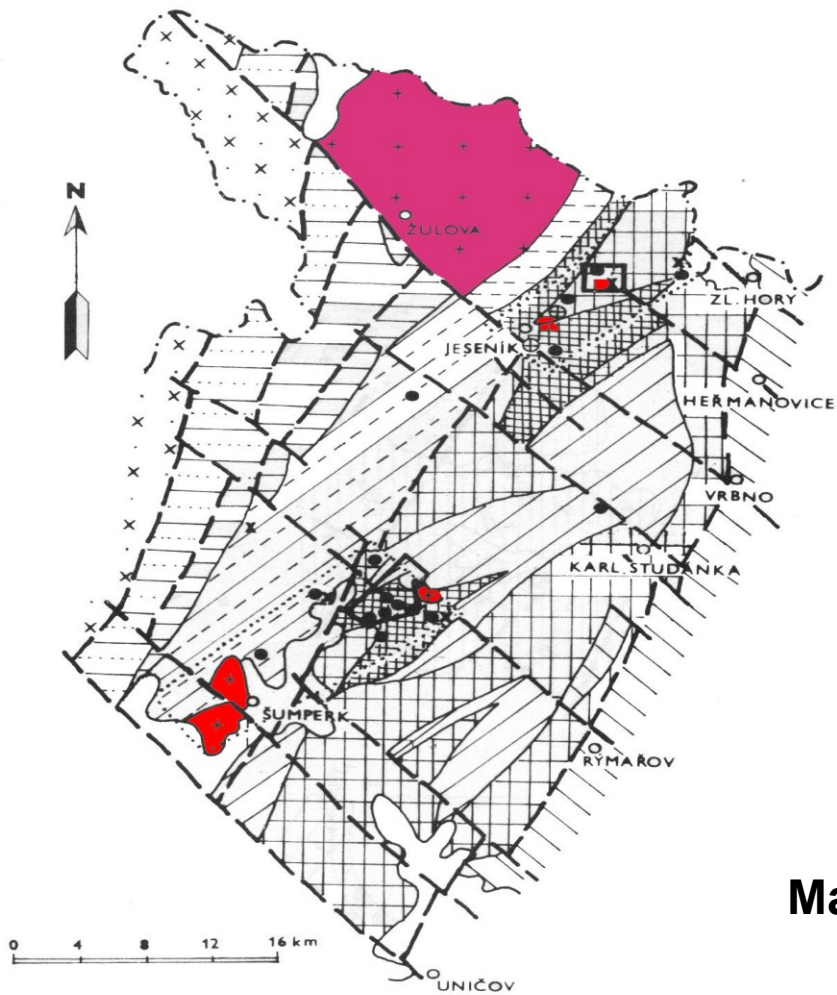 N
ŽULOVA
ZL. HORY
JESENÍK
HEŘMANOVICE
VRBNO
KARL. STUDÁNKA
ŠUMPERK
RÝMAŘOV
Ma
0 4 8 12 16 km
UNIČOV